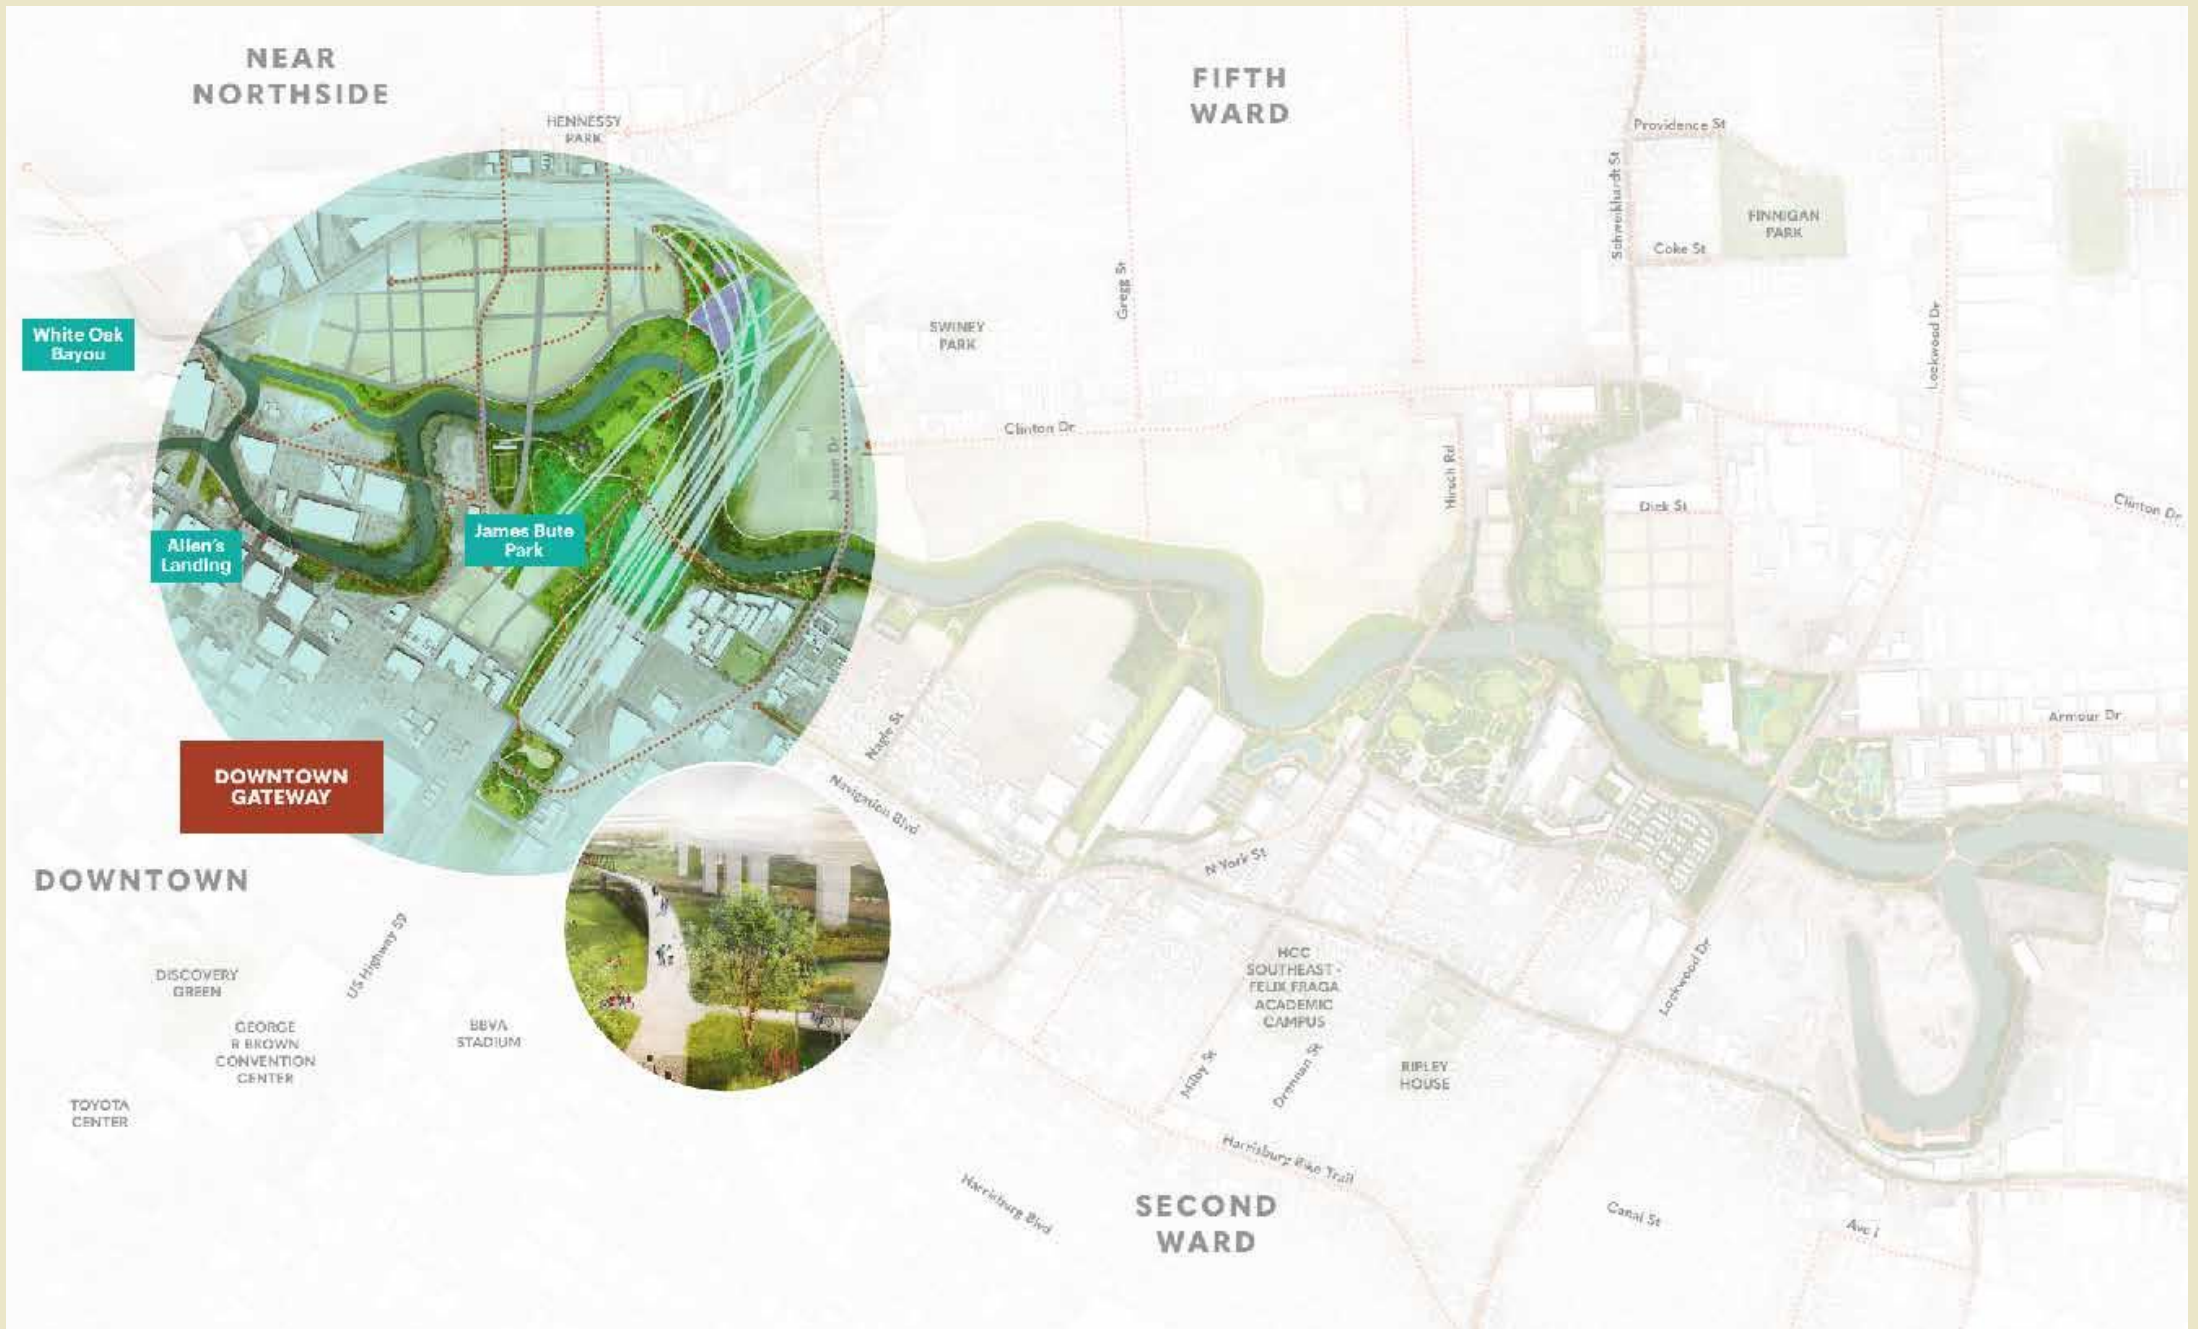 NEAR
NORTHSIDE
FIFTH
WARD
HENNESSY
PARK
Providence St
Schweikhardt St
FINNIGAN
PARK
Coke St
Gregg St
Lockwood Dr
White Oak
Bayou
SWINEY
PARK
Clinton Dr
Jensen Dr
Hirsch Rd
Dick St
Clinton Dr
Allen's
Landing
James Bute
Park
Nagle St
Armour Dr
DOWNTOWN
GATEWAY
Navigation Blvd
N York St
DOWNTOWN
US Highway 59
DISCOVERY
GREEN
GEORGE
R BROWN
CONVENTION
CENTER
BBVA
STADIUM
HCC
SOUTHEAST -
FELIX FRAGA
ACADEMIC
CAMPUS
Lockwood Dr
Milby St
Drennan St
RIPLEY
HOUSE
TOYOTA
CENTER
Harrisburg Bike Trail
Harrisburg Blvd
SECOND
WARD
Canal St
Ave I